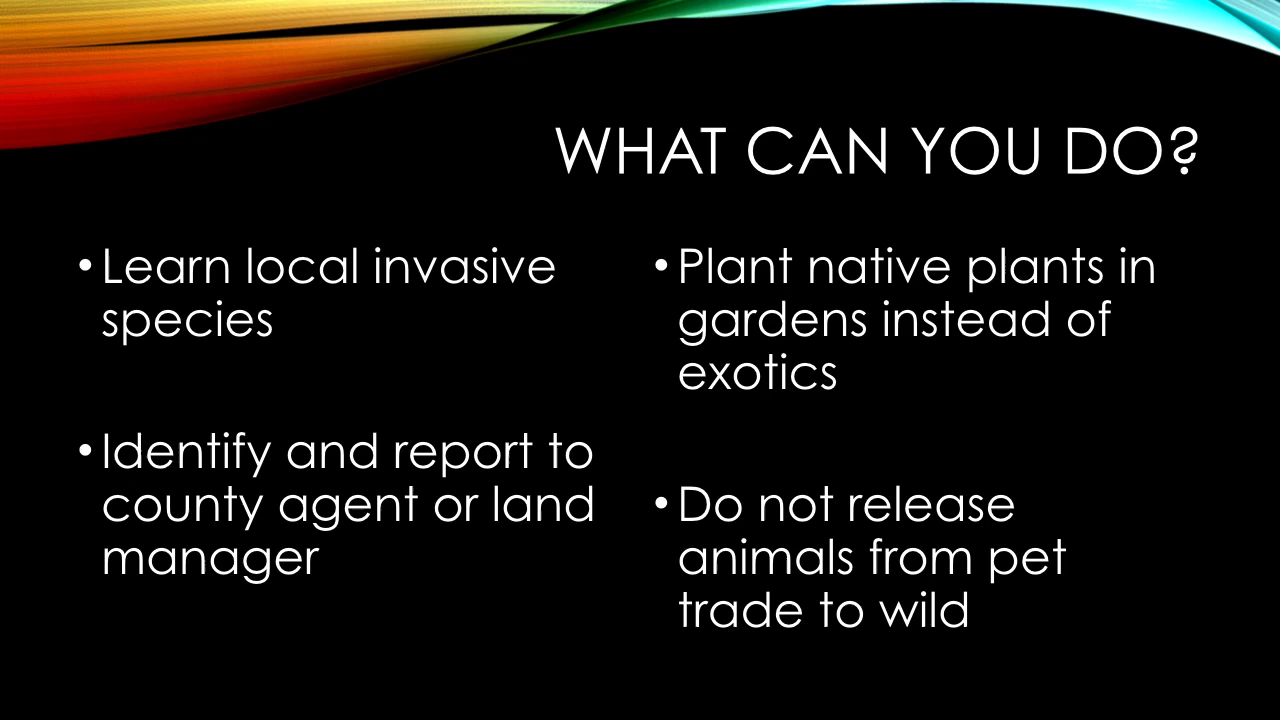 WHAT CAN YOU DO?
• Learn local invasive
species
• Identify and report to
county agent or land
manager
• Plant native plants in
gardens instead of
exotics
• Do not release
animals from pet
trade to wild